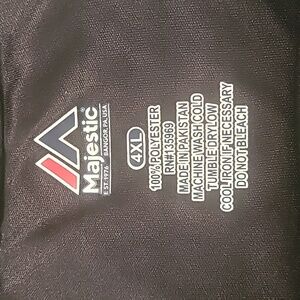 Majestic®
BANGOR, PA, USA
EST.1976
4XL
100% POLYESTER
RN#135969
MADE IN PAKISTAN
MACHINE WASH COLD
TUMBLE DRY LOW
COOL IRON IF NECESSARY
DO NOT BLEACH